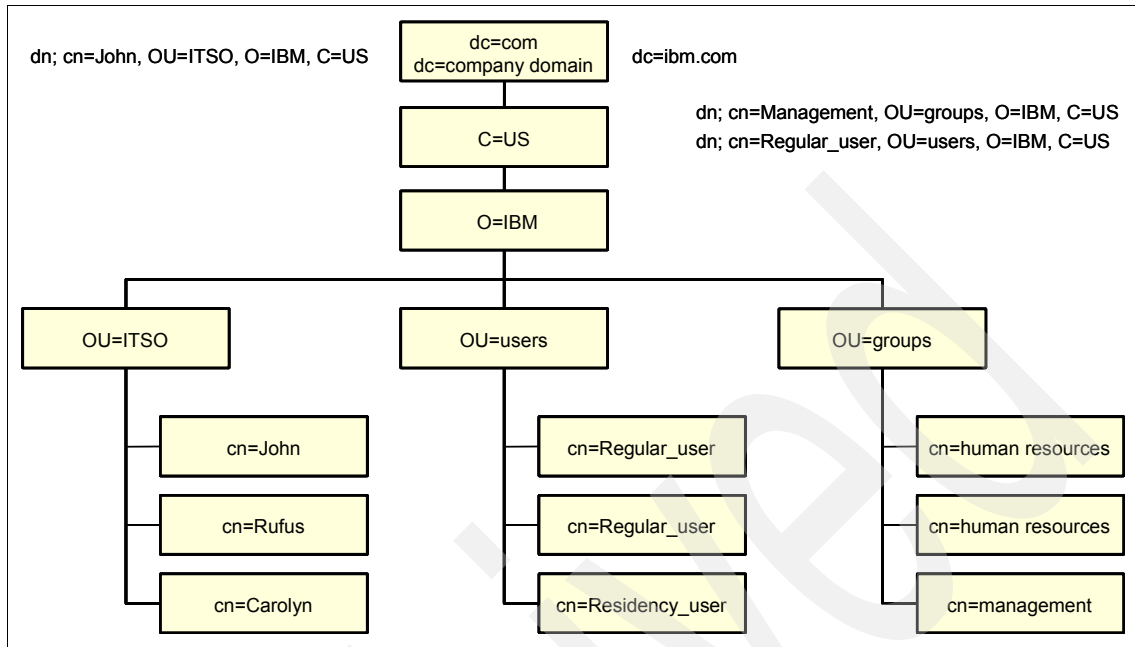 dn; cn=John, OU=ITSO, O=IBM, C=US
dc=com
dc=company domain
dc=ibm.com
dn; cn=Management, OU=groups, O=IBM, C=US
dn; cn=Regular_user, OU=users, O=IBM, C=US
C=US
O=IBM
OU=ITSO
OU=users
OU=groups
cn=John
cn=Regular_user
cn=human resources
cn=Rufus
cn=Regular_user
cn=human resources
cn=Carolyn
cn=Residency_user
cn=management